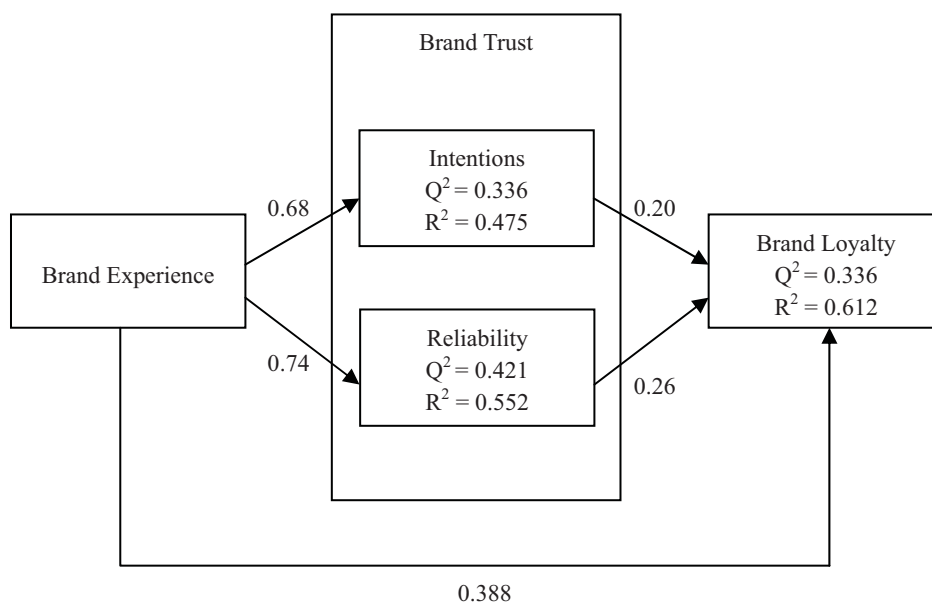 Brand Trust
Intentions
Q² = 0.336
R² = 0.475
0.68
0.20
Brand Experience
Brand Loyalty
Q² = 0.336
R² = 0.612
Reliability
Q² = 0.421
R² = 0.552
0.74
0.26
0.388